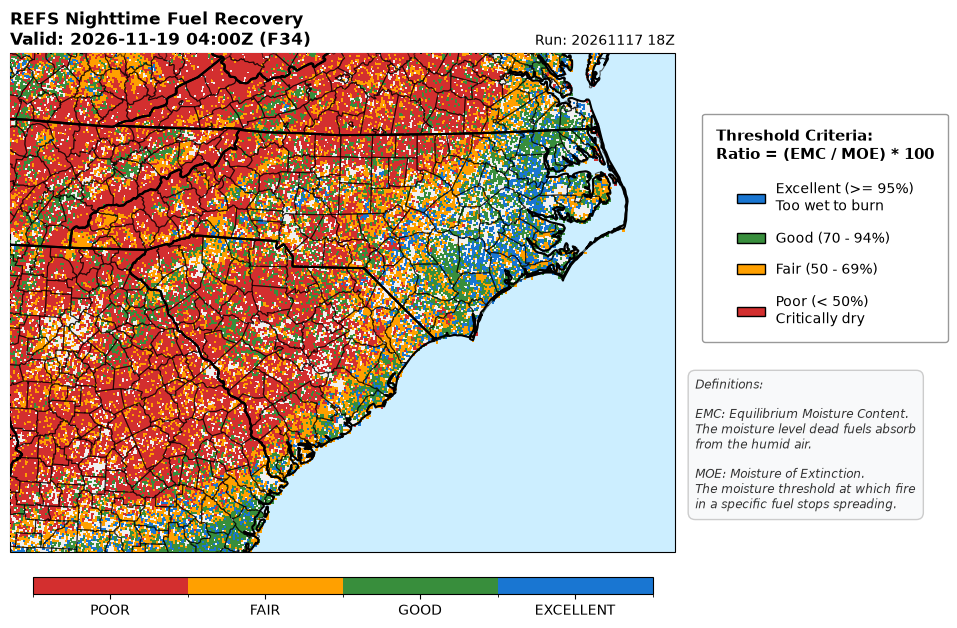 REFS Nighttime Fuel Recovery
Valid: 2026-11-19 04:00Z (F34)
Run: 20261117 18Z
Threshold Criteria:
Ratio = (EMC / MOE) * 100
Excellent (>= 95%)
Too wet to burn
Good (70 - 94%)
Fair (50 - 69%)
Poor (< 50%)
Critically dry
Definitions:
EMC: Equilibrium Moisture Content.
The moisture level dead fuels absorb
from the humid air.
MOE: Moisture of Extinction.
The moisture threshold at which fire
in a specific fuel stops spreading.
POOR
FAIR
GOOD
EXCELLENT